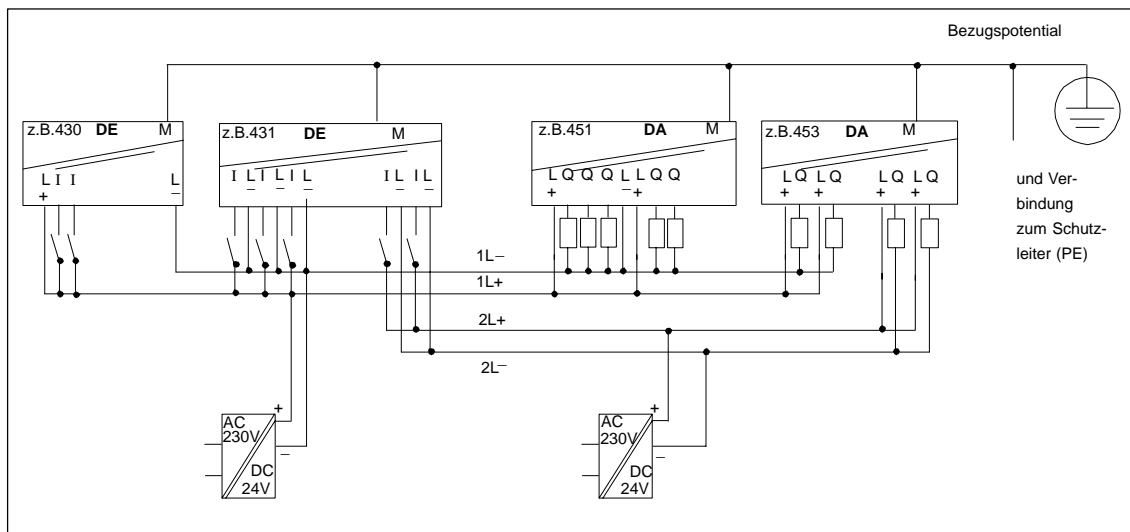 Bezugspotential
z.B.430 DE M
z.B.431 DE M
z.B.451 DA M
z.B.453 DA M
L I I L
+ –
I L I L I L I L I L
– – – – –
L Q Q Q L L Q Q
+ – +
L Q L Q L Q L Q
+ + + +
und Ver-
bindung
zum Schutz-
leiter (PE)
1L–
1L+
2L+
2L–
AC
230V
DC
24V
+
–
AC
230V
DC
24V
+
–